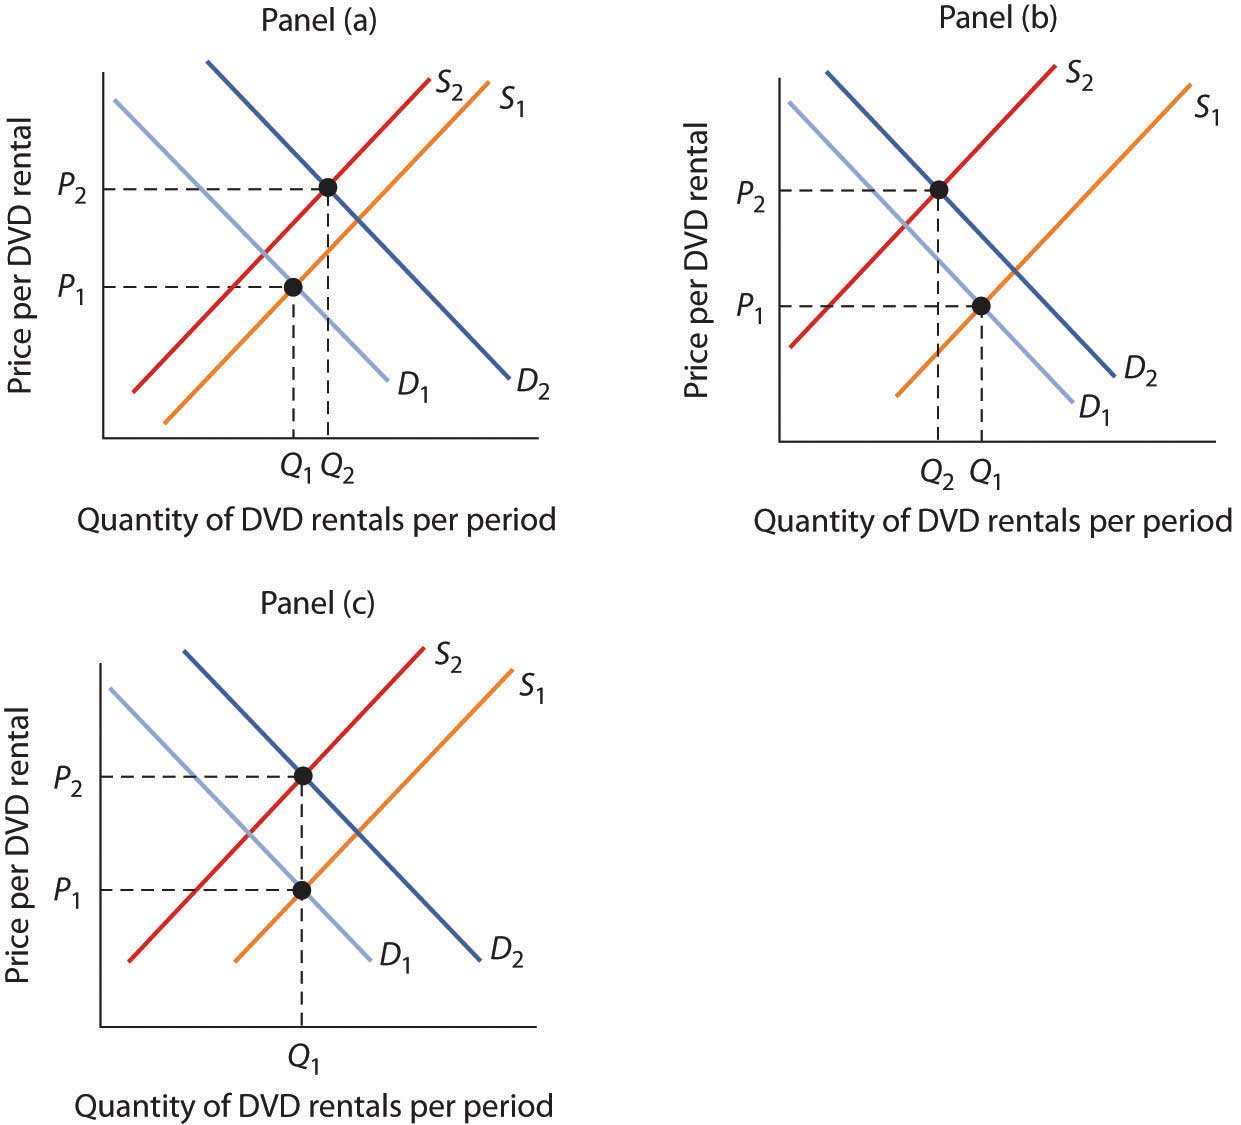 Panel (a)
Price per DVD rental
P2
P1
S2
S1
D1
D2
Q1 Q2
Quantity of DVD rentals per period
Panel (b)
Price per DVD rental
P2
P1
S2
S1
D2
D1
Q2 Q1
Quantity of DVD rentals per period
Panel (c)
Price per DVD rental
P2
P1
S2
S1
D1
D2
Q1
Quantity of DVD rentals per period